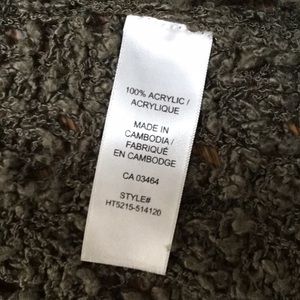 100% ACRYLIC /
ACRYLIQUE
MADE IN
CAMBODIA /
FABRIQUÉ
EN CAMBODGE
CA 03464
STYLE#
HT5215-514120